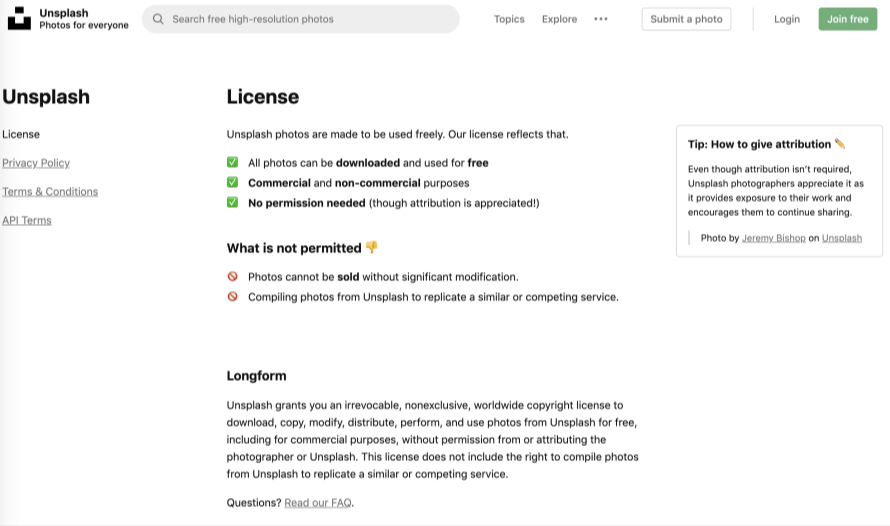 Unsplash
Photos for everyone
Search free high-resolution photos
Topics
Explore
Submit a photo
Login
Join free
Unsplash
License
Privacy Policy
Terms & Conditions
API Terms
License
Unsplash photos are made to be used freely. Our license reflects that.
All photos can be downloaded and used for free
Commercial and non-commercial purposes
No permission needed (though attribution is appreciated!)
What is not permitted 👎
Photos cannot be sold without significant modification.
Compiling photos from Unsplash to replicate a similar or competing service.
Tip: How to give attribution ✏️
Even though attribution isn't required,
Unsplash photographers appreciate it as
it provides exposure to their work and
encourages them to continue sharing.
Photo by Jeremy Bishop on Unsplash
Longform
Unsplash grants you an irrevocable, nonexclusive, worldwide copyright license to
download, copy, modify, distribute, perform, and use photos from Unsplash for free,
including for commercial purposes, without permission from or attributing the
photographer or Unsplash. This license does not include the right to compile photos
from Unsplash to replicate a similar or competing service.
Questions? Read our FAQ.